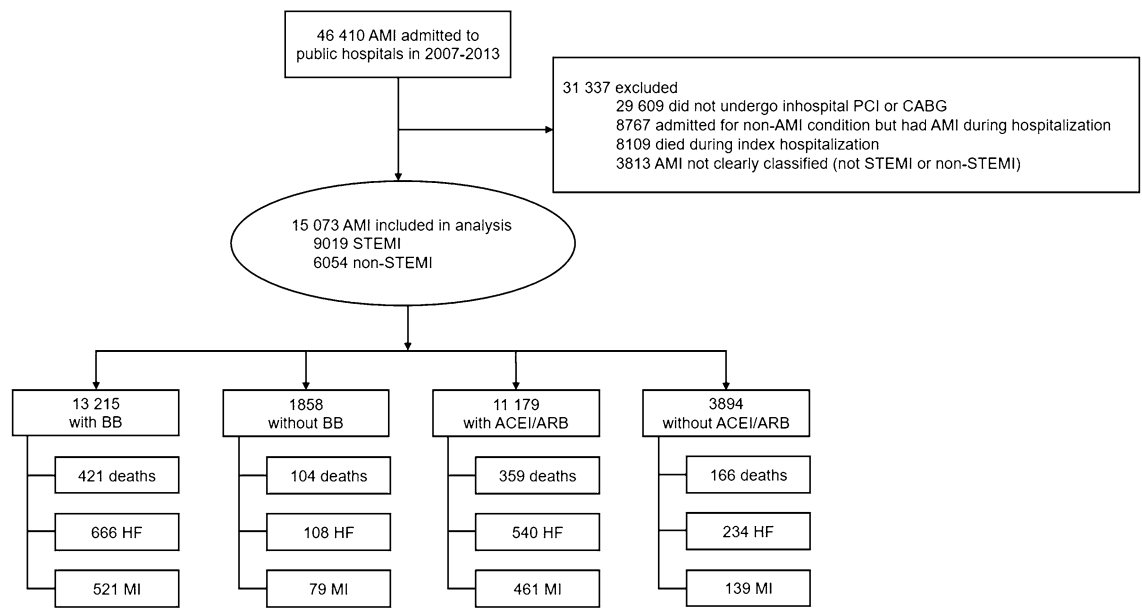 46 410 AMI admitted to
public hospitals in 2007-2013
31 337 excluded
29 609 did not undergo inhospital PCI or CABG
8767 admitted for non-AMI condition but had AMI during hospitalization
8109 died during index hospitalization
3813 AMI not clearly classified (not STEMI or non-STEMI)
15 073 AMI included in analysis
9019 STEMI
6054 non-STEMI
13 215
with BB
421 deaths
666 HF
521 MI
1858
without BB
104 deaths
108 HF
79 MI
11 179
with ACEI/ARB
359 deaths
540 HF
461 MI
3894
without ACEI/ARB
166 deaths
234 HF
139 MI